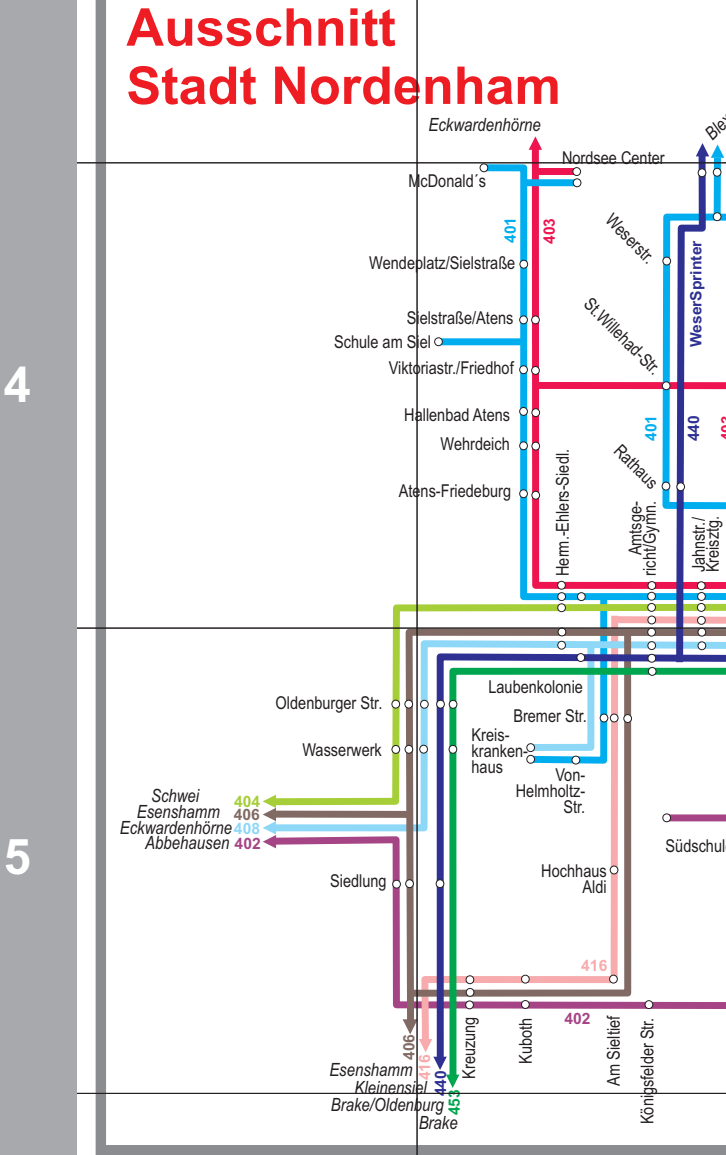 Ausschnitt
Stadt Nordenham
Eckwardenhörne
Nordsee Center
McDonald´s
401
403
Weserstr.
WeserSprinter
Wendeplatz/Sielstraße
Sielstraße/Atens
St.Willehad-Str.
Schule am Siel
Viktoriastr./Friedhof
4
Hallenbad Atens
401
440
Wehrdeich
Rathaus
Atens-Friedeburg
Herm.-Ehlers-Siedl.
Amtsge-
richt/Gymn.
Jahnstr./
Kreisztg.
Laubenkolonie
Oldenburger Str.
Bremer Str.
Wasserwerk
Kreis-
kranken-
haus
Von-
Helmholtz-
Str.
Schwei
404
Esenshamm
406
Eckwardenhörne
408
Abbehausen
402
5
Siedlung
Hochhaus
Aldi
416
402
406
416
440
453
Kreuzung
Kuboth
Am Sieltief
Königsfelder Str.
Esenshamm
Kleinensiel
Brake/Oldenburg
Brake